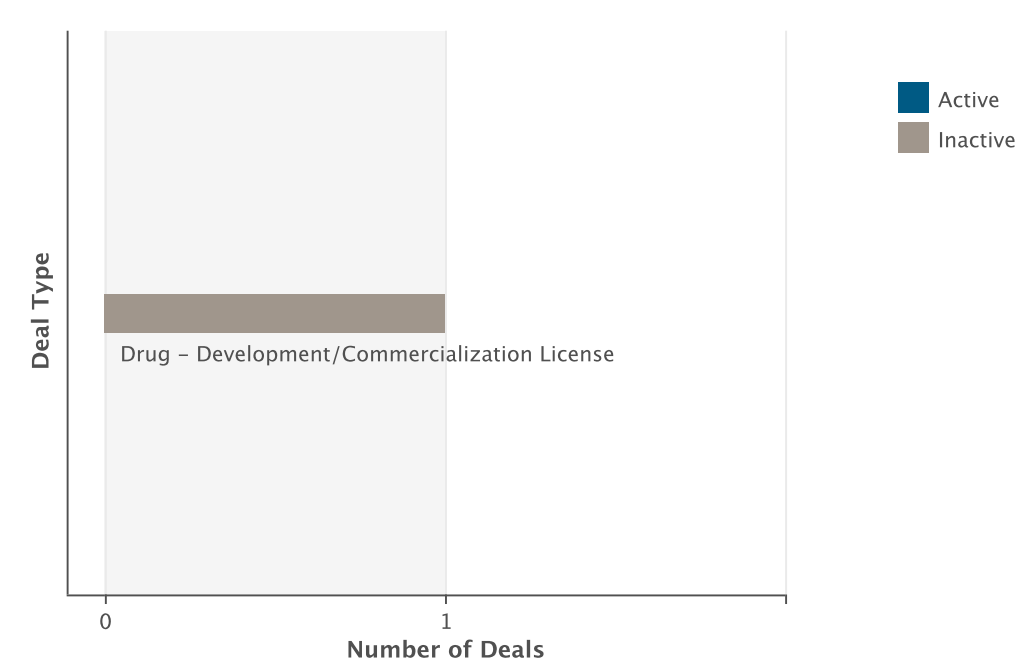 Active
Inactive
Deal Type
Drug – Development/Commercialization License
0
1
Number of Deals